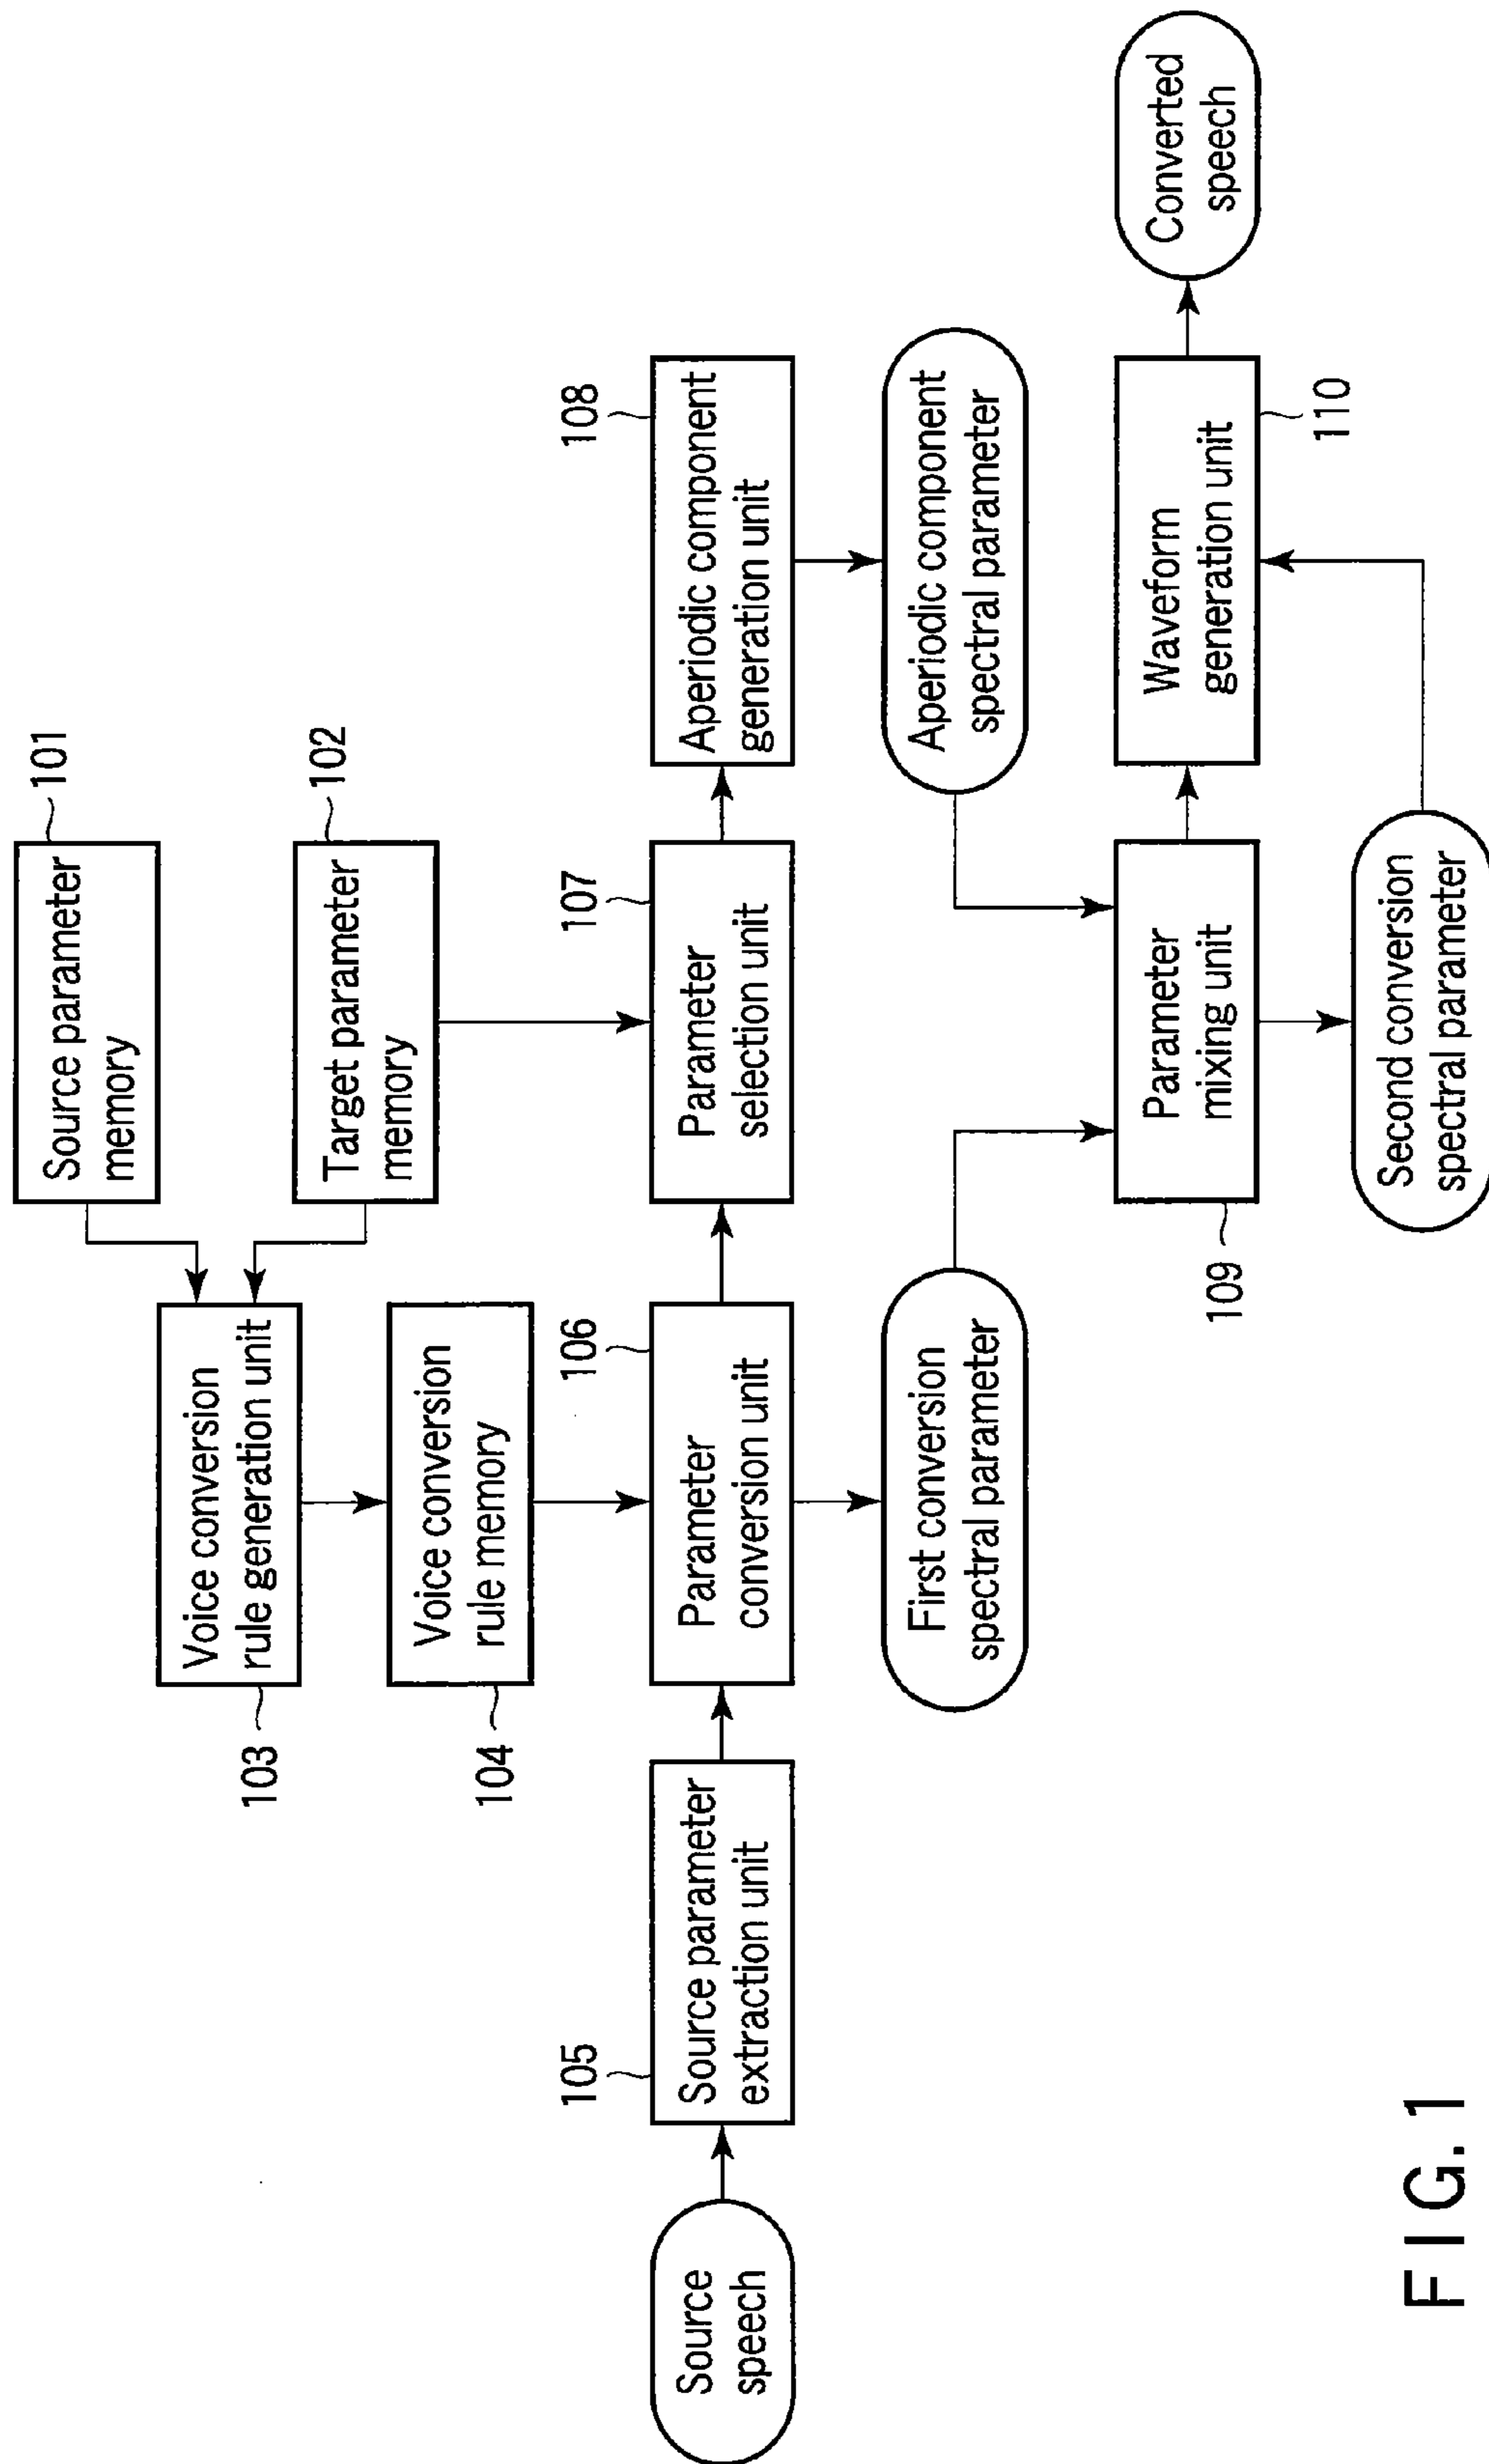 101
Source parameter
memory
102
Target parameter
memory
103
Voice conversion
rule generation unit
104
Voice conversion
rule memory
105
Source speech
Source parameter
extraction unit
106
Parameter
conversion unit
107
Parameter
selection unit
108
Aperiodic component
generation unit
First conversion
spectral parameter
Aperiodic component
spectral parameter
109
Parameter
mixing unit
Waveform
generation unit
110
Converted
speech
Second conversion
spectral parameter
FIG. 1